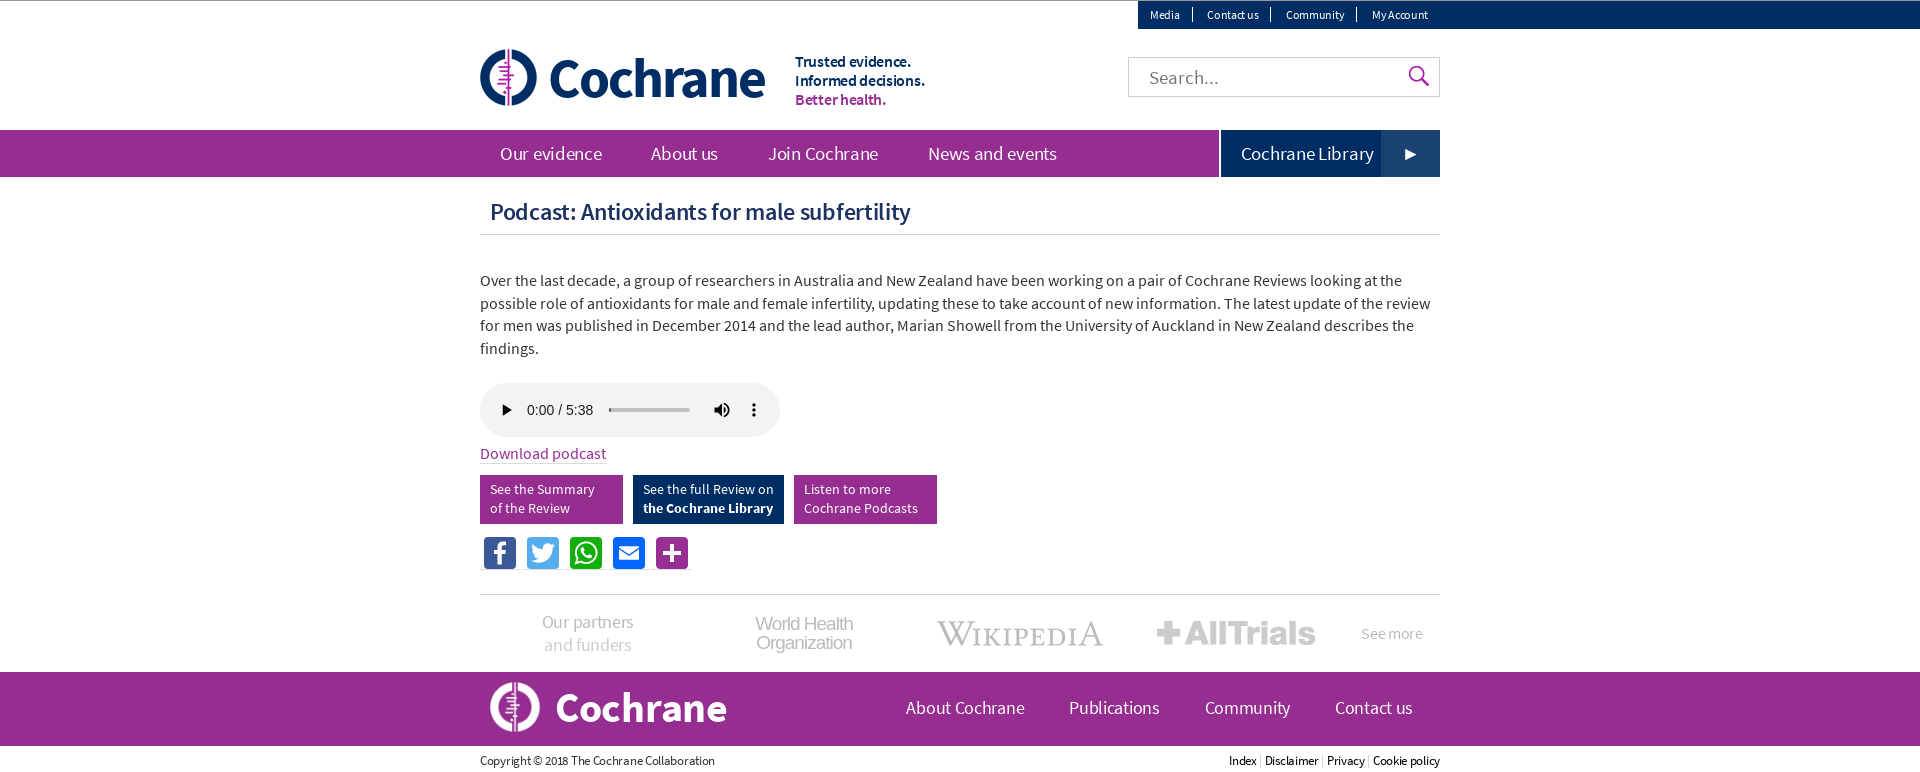 Media
Contact us
Community
My Account
Cochrane
Trusted evidence.
Informed decisions.
Better health.
Search...
Our evidence
About us
Join Cochrane
News and events
Cochrane Library ►
Podcast: Antioxidants for male subfertility
Over the last decade, a group of researchers in Australia and New Zealand have been working on a pair of Cochrane Reviews looking at the
possible role of antioxidants for male and female infertility, updating these to take account of new information. The latest update of the review
for men was published in December 2014 and the lead author, Marian Showell from the University of Auckland in New Zealand describes the
findings.
0:00 / 5:38
Download podcast
See the Summary
of the Review
See the full Review on
the Cochrane Library
Listen to more
Cochrane Podcasts
Our partners
and funders
World Health
Organization
WIKIPEDIA
AllTrials
See more
Cochrane
About Cochrane
Publications
Community
Contact us
Copyright © 2018 The Cochrane Collaboration
Index | Disclaimer | Privacy | Cookie policy